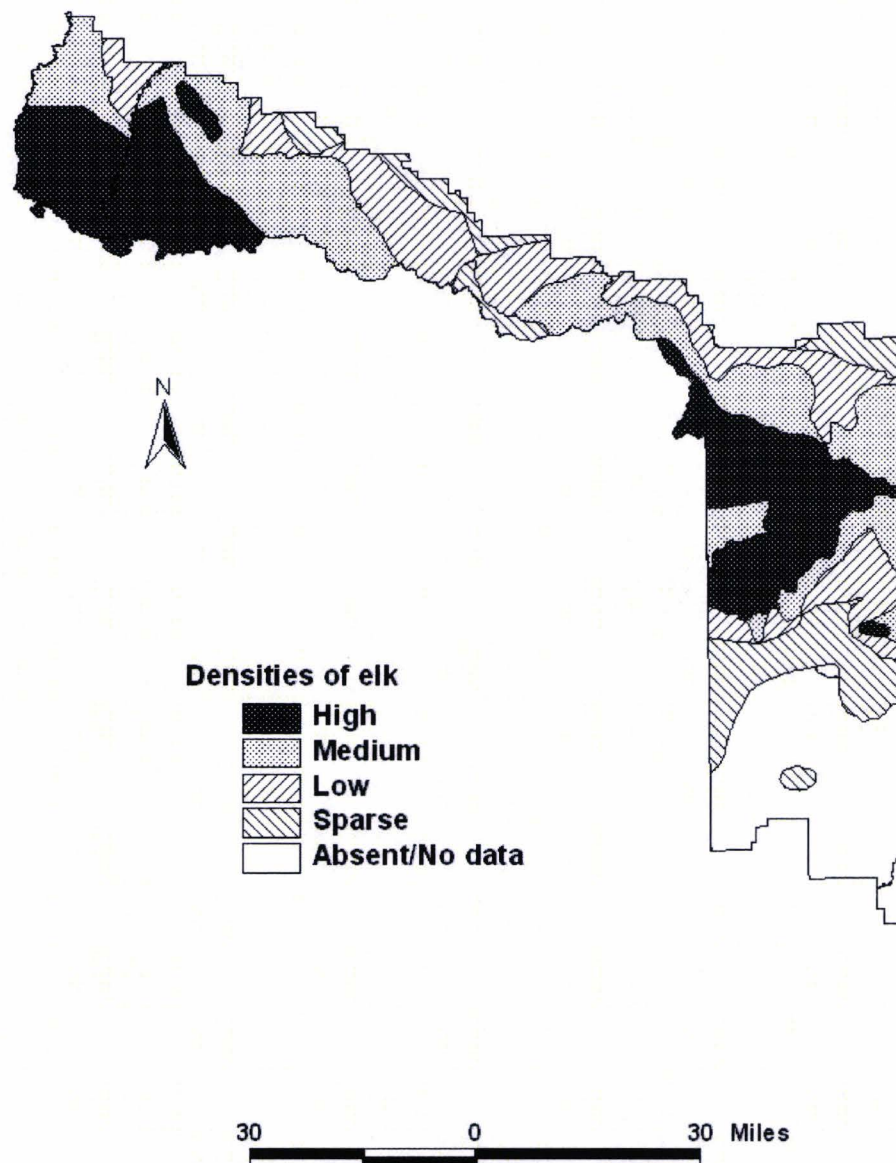 N
Densities of elk
High
Medium
Low
Sparse
Absent/No data
30 0 30 Miles